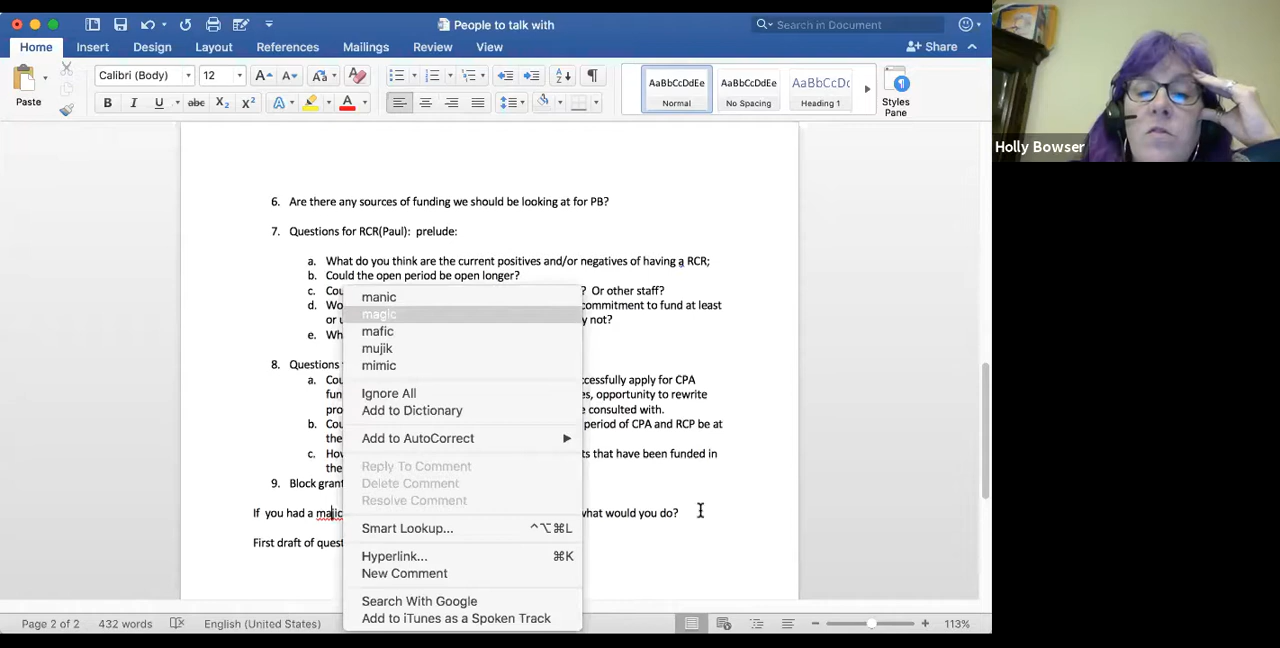 People to talk with
Search in Document
Home Insert Design Layout References Mailings Review View
Share
Paste
Calibri (Body) 12
AaBbCcDdEe AaBbCcDdEe AaBbCcDc
Normal No Spacing Heading 1
Styles Pane
Holly Bowser
6. Are there any sources of funding we should be looking at for PB?
7. Questions for RCR(Paul): prelude:
a. What do you think are the current positives and/or negatives of having a RCR;
b. Could the open period be open longer?
c. Cou ? Or other staff?
d. Wo commitment to fund at least
or u y not?
e. Wh
8. Questions
a. Cou ccessfully apply for CPA
fun es, opportunity to rewrite
pro e consulted with.
b. Cou period of CPA and RCP be at
the
c. How ts that have been funded in
the
9. Block grant
If you had a majic what would you do?
First draft of quest
manic
magic
mafic
mujik
mimic
Ignore All
Add to Dictionary
Add to AutoCorrect
Reply To Comment
Delete Comment
Resolve Comment
Smart Lookup... ^⌥⌘L
Hyperlink... ⌘K
New Comment
Search With Google
Add to iTunes as a Spoken Track
Page 2 of 2 432 words English (United States) 113%